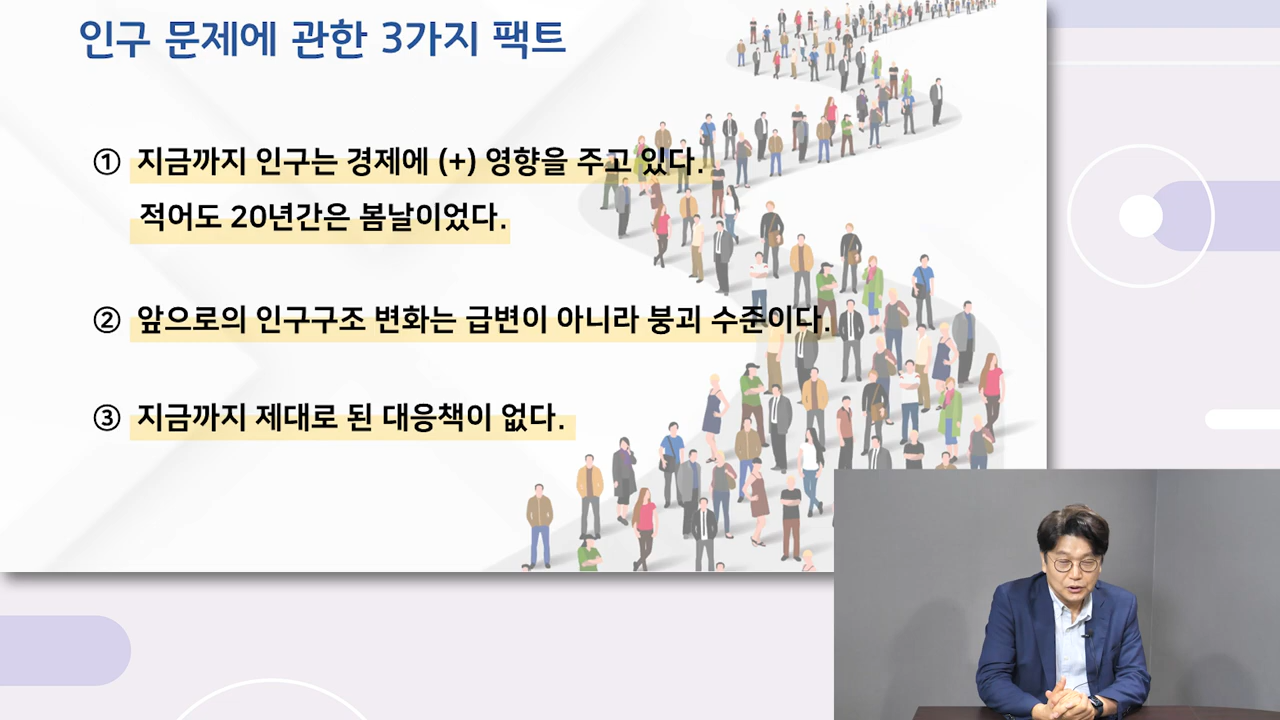 인구 문제에 관한 3가지 팩트
① 지금까지 인구는 경제에 (+) 영향을 주고 있다.
적어도 20년간은 봄날이었다.
② 앞으로의 인구구조 변화는 급변이 아니라 붕괴 수준이다.
③ 지금까지 제대로 된 대응책이 없다.